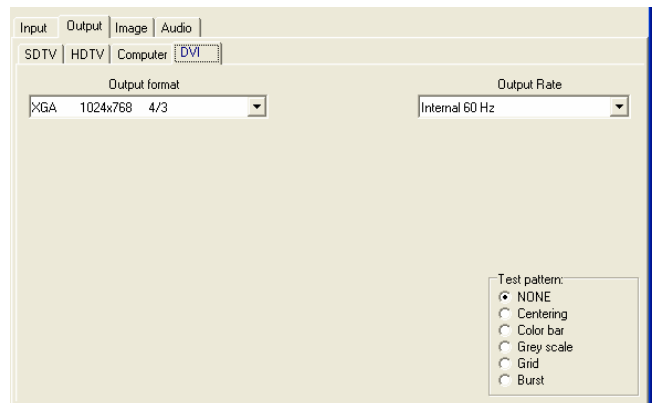 Input Output Image Audio
SDTV HDTV Computer DVI
Output format Output Rate
XGA 1024x768 4/3 Internal 60 Hz
Test pattern:
NONE
Centering
Color bar
Grey scale
Grid
Burst